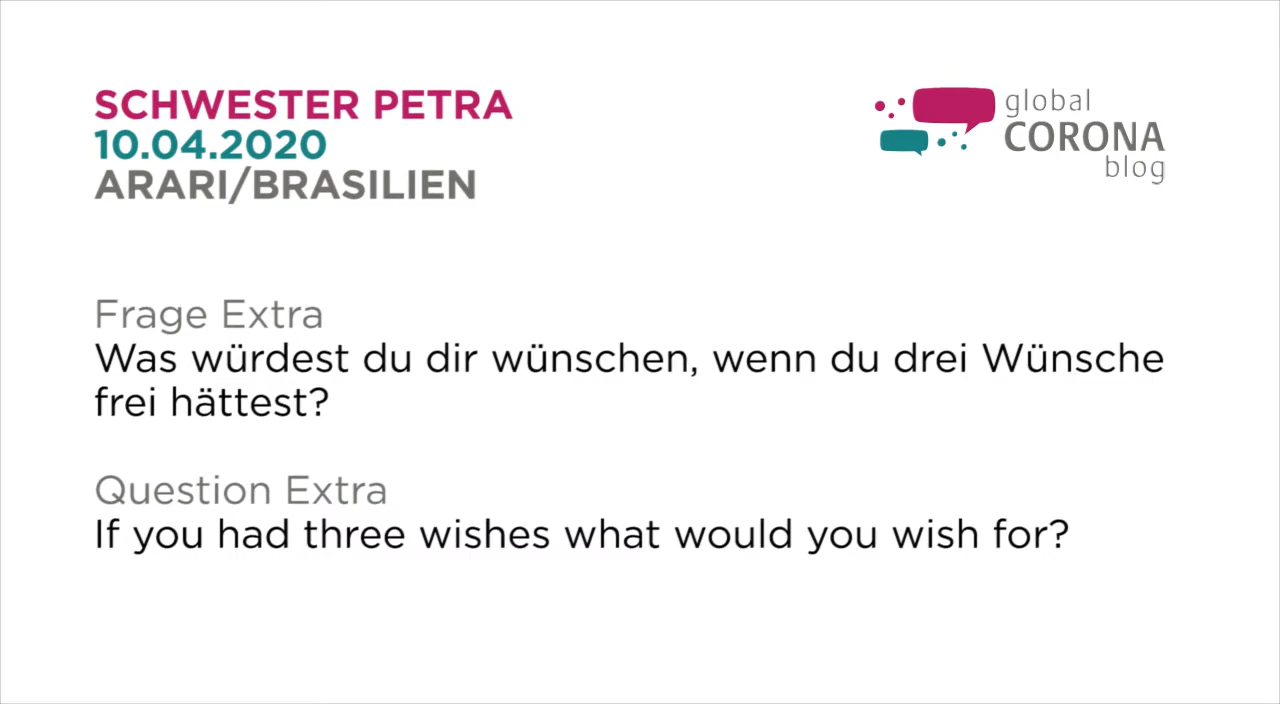 SCHWESTER PETRA
10.04.2020
ARARI/BRASILIEN
global
CORONA
blog
Frage Extra
Was würdest du dir wünschen, wenn du drei Wünsche
frei hättest?
Question Extra
If you had three wishes what would you wish for?